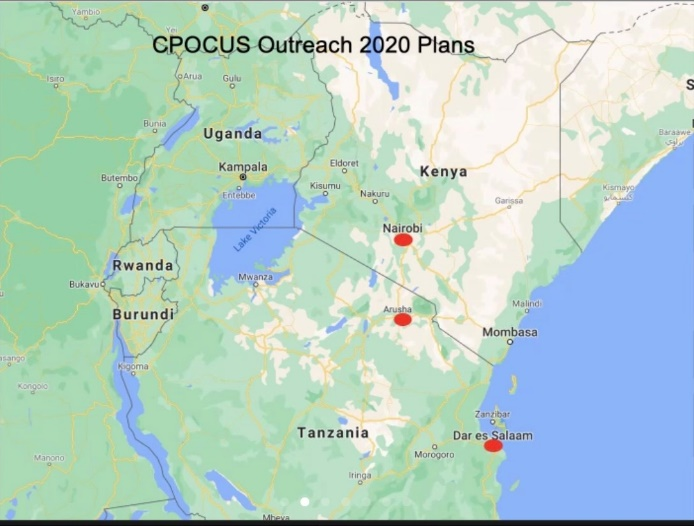 Yambio
Yei
CPOCUS Outreach 2020 Plans
Isiro
Arua
Gulu
S
Bunia
Uganda
Baraawe
Butembo
Kampala
Eldoret
Kenya
Entebbe
Kisumu
Nakuru
Kismayo
Garissa
Lake Victoria
Nairobi
Rwanda
Mwanza
Bukavu
Arusha
Malindi
Burundi
Mombasa
Kigoma
Kongolo
Zanzibar
Tanzania
Dar es Salaam
Morogoro
Manono
Iringa
Mbeya